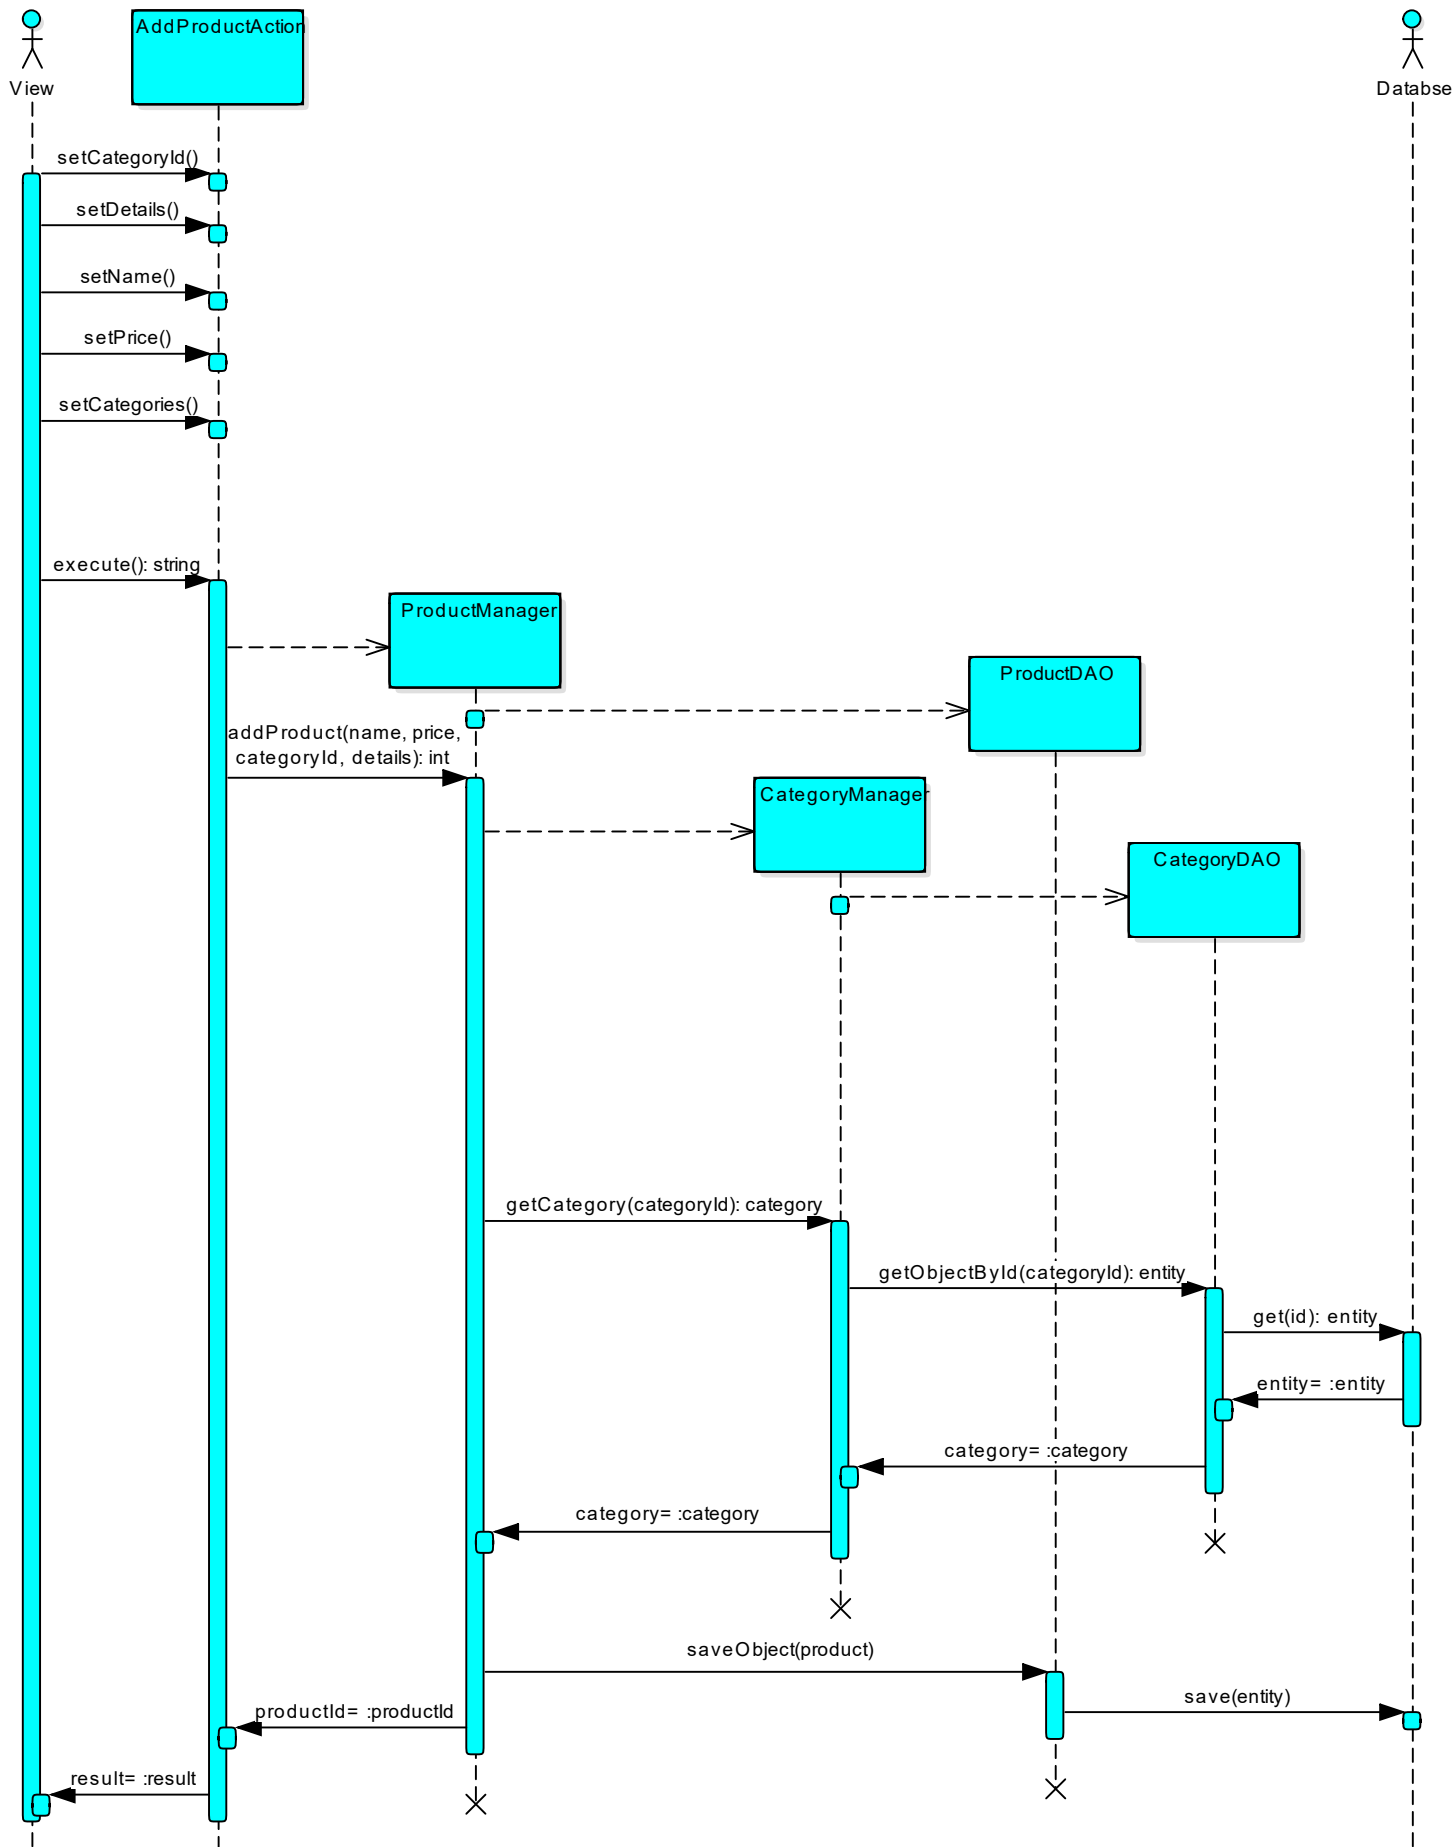 AddProductAction
View
Databse
setCategoryId()
setDetails()
setName()
setPrice()
setCategories()
execute(): string
ProductManager
ProductDAO
addProduct(name, price,
categoryId, details): int
CategoryManager
CategoryDAO
getCategory(categoryId): category
getObjectById(categoryId): entity
get(id): entity
entity= :entity
category= :category
category= :category
saveObject(product)
save(entity)
productId= :productId
result= :result